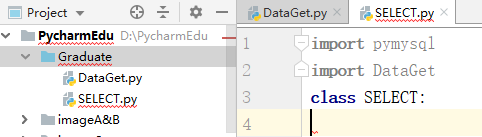 Project
PycharmEdu D:\PycharmEdu
Graduate
DataGet.py
SELECT.py
imageA&B
DataGet.py
SELECT.py
1 import pymysql
2 import DataGet
3 class SELECT:
4